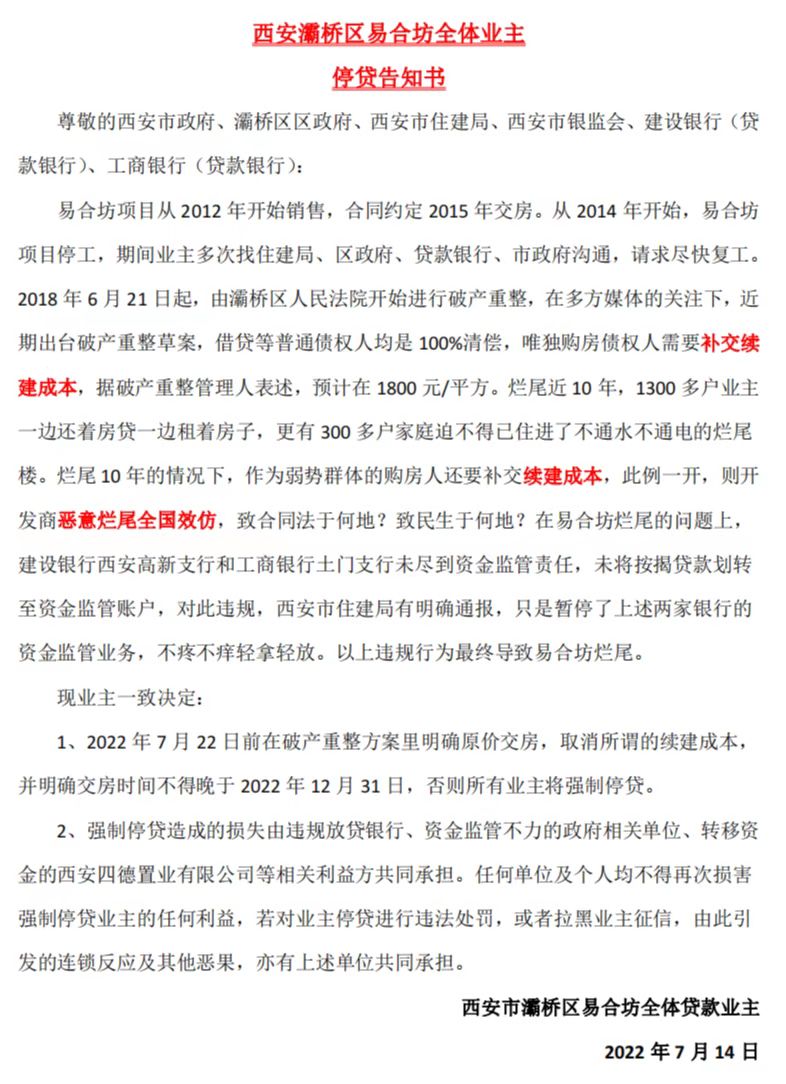 西安灞桥区易合坊全体业主
停贷告知书
尊敬的西安市政府、灞桥区区政府、西安市住建局、西安市银监会、建设银行（贷
款银行）、工商银行（贷款银行）：
易合坊项目从 2012 年开始销售，合同约定 2015 年交房。从 2014 年开始，易合坊
项目停工，期间业主多次找住建局、区政府、贷款银行、市政府沟通，请求尽快复工。
2018 年 6 月 21 日起，由灞桥区人民法院开始进行破产重整，在多方媒体的关注下，近
期出台破产重整草案，借贷等普通债权人均是 100%清偿，唯独购房债权人需要补交续
建成本，据破产重整管理人表述，预计在 1800 元/平方。烂尾近 10 年，1300 多户业主
一边还着房贷一边租着房子，更有 300 多户家庭迫不得已住进了不通水不通电的烂尾
楼。烂尾 10 年的情况下，作为弱势群体的购房人还要补交续建成本，此例一开，则开
发商恶意烂尾全国效仿，致合同法于何地？致民生于何地？在易合坊烂尾的问题上，
建设银行西安高新支行和工商银行土门支行未尽到资金监管责任，未将按揭贷款划转
至资金监管账户，对此违规，西安市住建局有明确通报，只是暂停了上述两家银行的
资金监管业务，不疼不痒轻拿轻放。以上违规行为最终导致易合坊烂尾。
现业主一致决定：
1、2022 年 7 月 22 日前在破产重整方案里明确原价交房，取消所谓的续建成本，
并明确交房时间不得晚于 2022 年 12 月 31 日，否则所有业主将强制停贷。
2、强制停贷造成的损失由违规放贷银行、资金监管不力的政府相关单位、转移资
金的西安四德置业有限公司等相关利益方共同承担。任何单位及个人均不得再次损害
强制停贷业主的任何利益，若对业主停贷进行违法处罚，或者拉黑业主征信，由此引
发的连锁反应及其他恶果，亦有上述单位共同承担。
西安市灞桥区易合坊全体贷款业主
2022 年 7 月 14 日